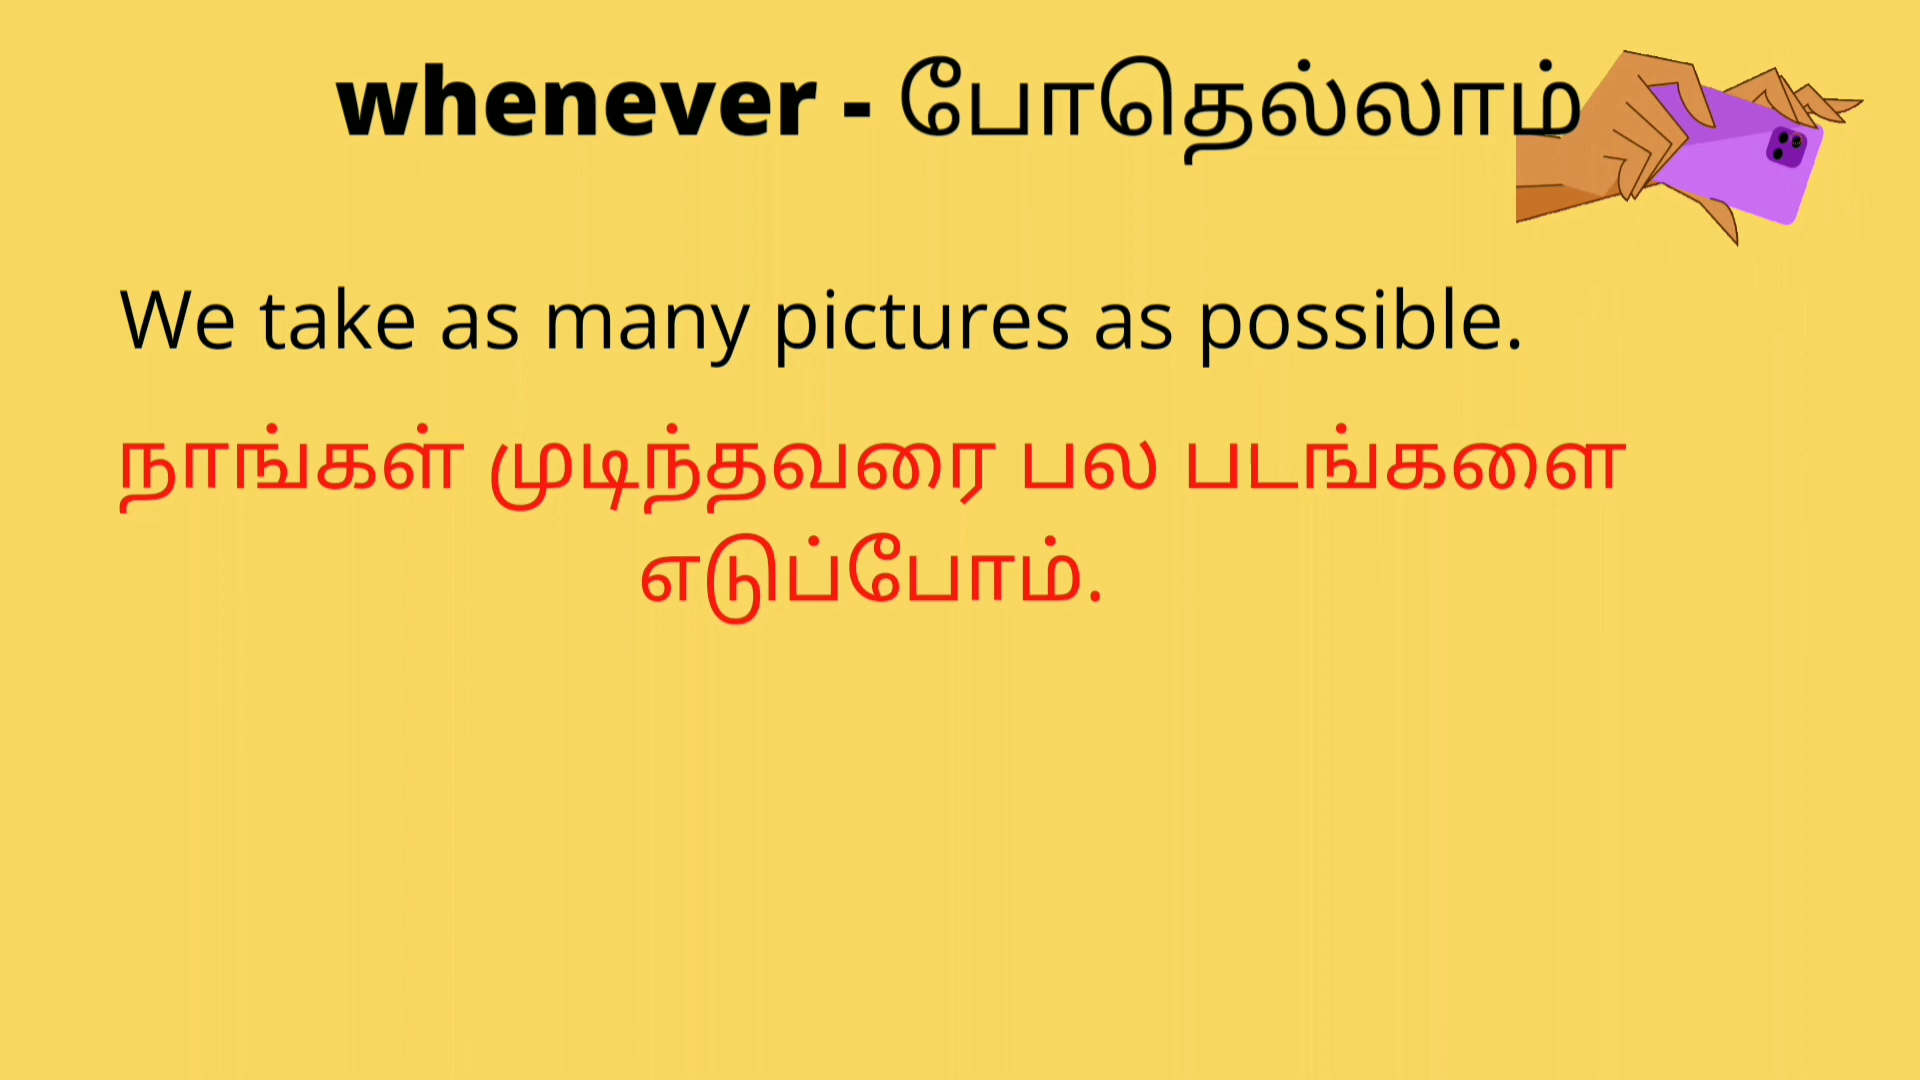 whenever - போதெல்லாம்
We take as many pictures as possible.
நாங்கள் முடிந்தவரை பல படங்களை
எடுப்போம்.